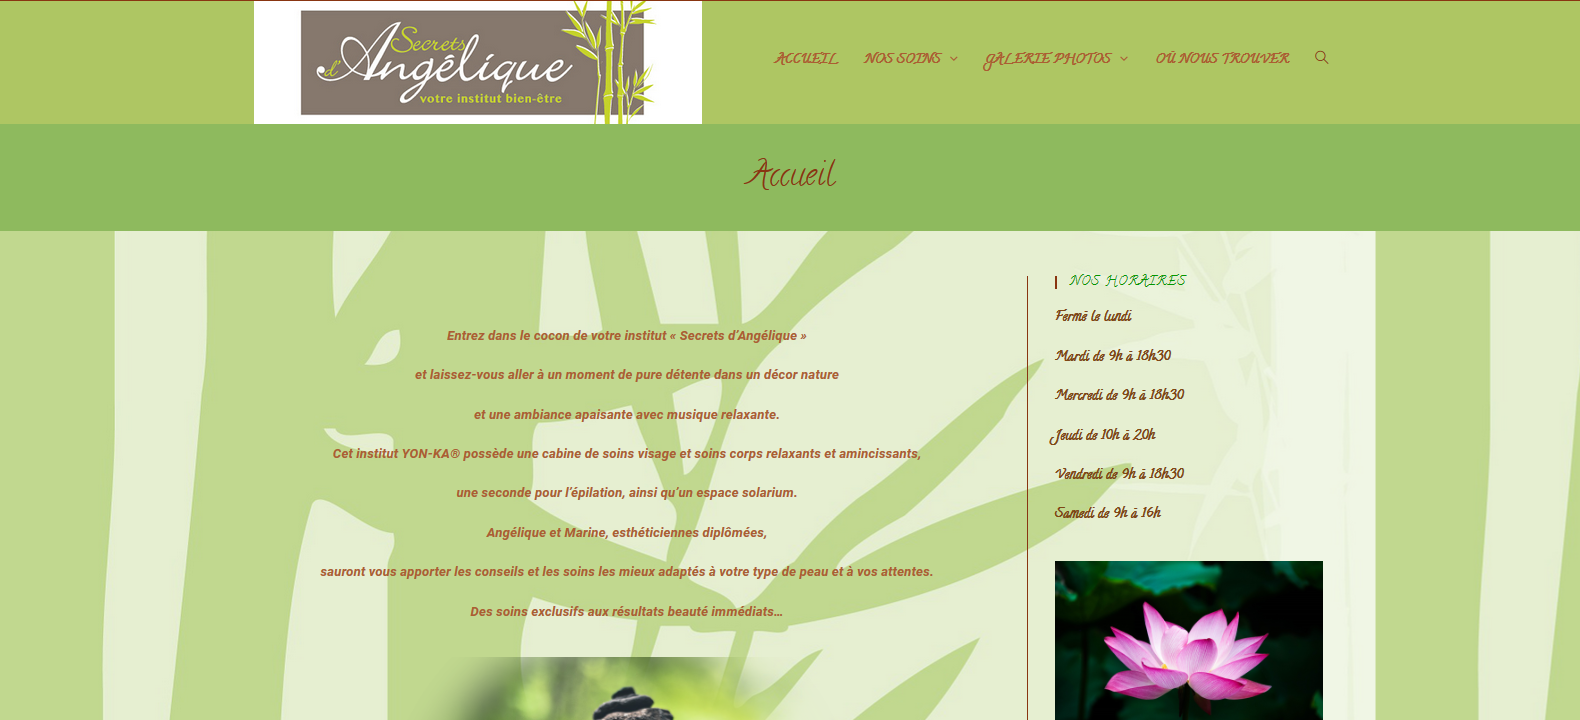 Secrets
d'Angélique
votre institut bien-être
ACCUEIL NOS SOINS GALERIE PHOTOS OÙ NOUS TROUVER
Accueil
Entrez dans le cocon de votre institut « Secrets d'Angélique »
et laissez-vous aller à un moment de pure détente dans un décor nature
et une ambiance apaisante avec musique relaxante.
Cet institut YON-KA® possède une cabine de soins visage et soins corps relaxants et amincissants,
une seconde pour l'épilation, ainsi qu'un espace solarium.
Angélique et Marine, esthéticiennes diplômées,
sauront vous apporter les conseils et les soins les mieux adaptés à votre type de peau et à vos attentes.
Des soins exclusifs aux résultats beauté immédiats…
NOS HORAIRES
Fermé le lundi
Mardi de 9h à 18h30
Mercredi de 9h à 18h30
Jeudi de 10h à 20h
Vendredi de 9h à 18h30
Samedi de 9h à 16h